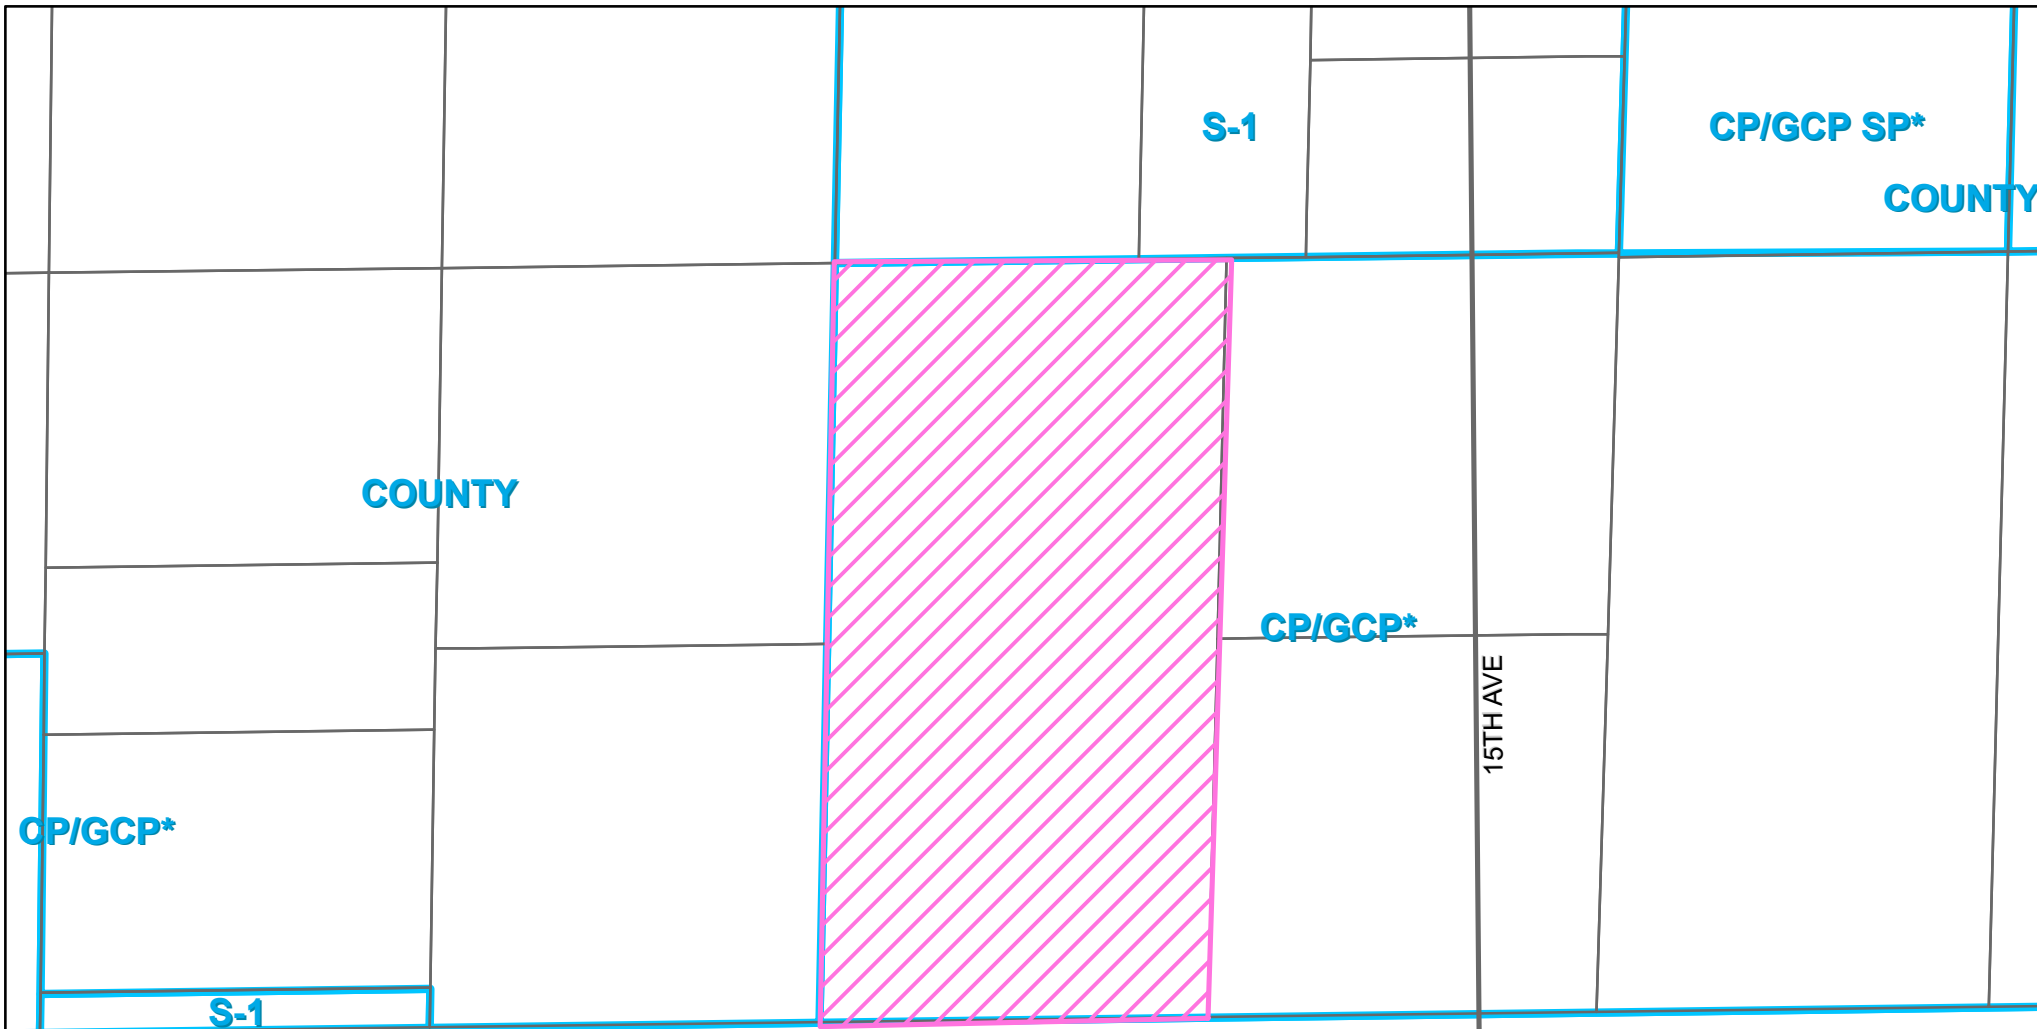 S-1
CP/GCP SP*
COUNTY
COUNTY
CP/GCP*
15TH AVE
CP/GCP*
S-1